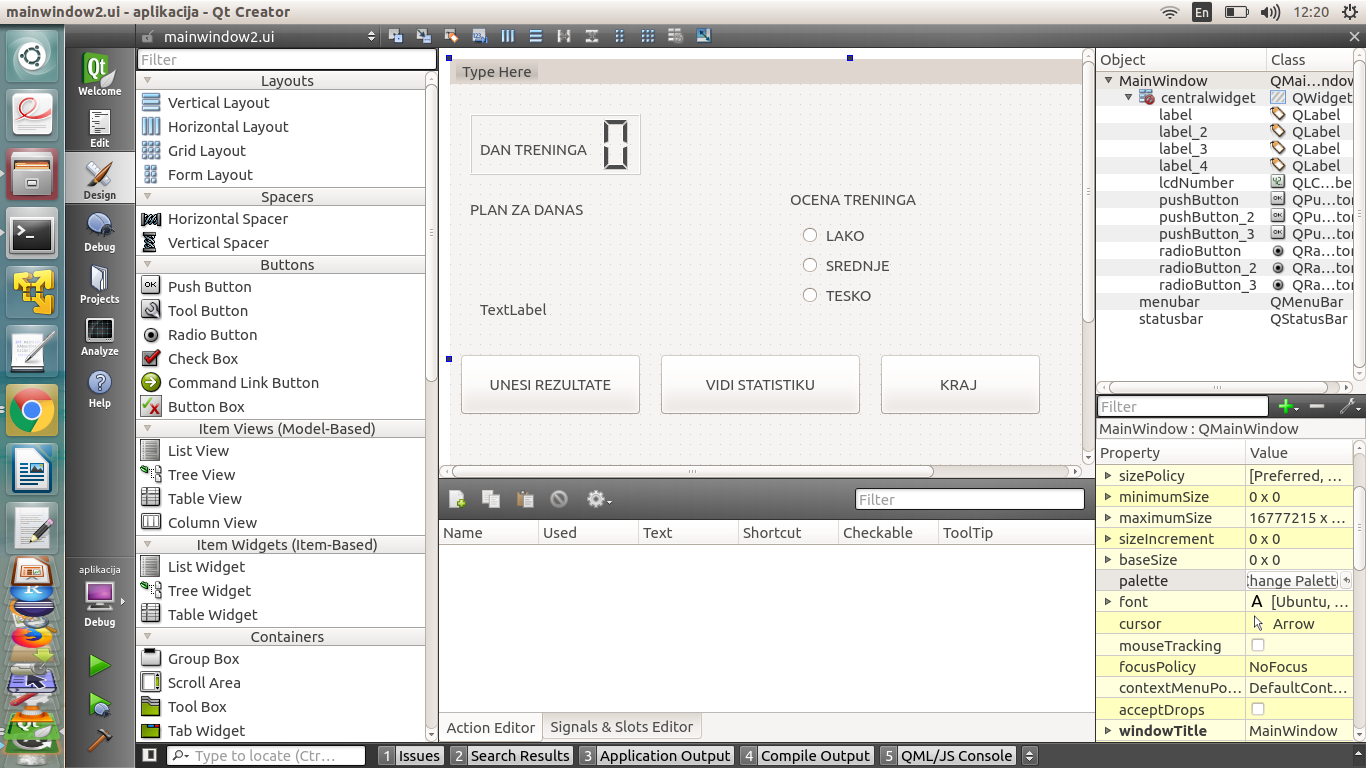 mainwindow2.ui - aplikacija - Qt Creator
En
12:20
mainwindow2.ui
Welcome
Edit
Design
Debug
Projects
Analyze
Help
aplikacija
Debug
Filter
Layouts
Vertical Layout
Horizontal Layout
Grid Layout
Form Layout
Spacers
Horizontal Spacer
Vertical Spacer
Buttons
Push Button
Tool Button
Radio Button
Check Box
Command Link Button
Button Box
Item Views (Model-Based)
List View
Tree View
Table View
Column View
Item Widgets (Item-Based)
List Widget
Tree Widget
Table Widget
Containers
Group Box
Scroll Area
Tool Box
Tab Widget
Type Here
DAN TRENINGA 0
PLAN ZA DANAS
OCENA TRENINGA
LAKO
SREDNJE
TESKO
TextLabel
UNESI REZULTATE
VIDI STATISTIKU
KRAJ
Filter
Name Used Text Shortcut Checkable ToolTip
Action Editor Signals & Slots Editor
Object Class
MainWindow QMai...ndow
centralwidget QWidget
label QLabel
label_2 QLabel
label_3 QLabel
label_4 QLabel
lcdNumber QLC...ber
pushButton QPu...ton
pushButton_2 QPu...ton
pushButton_3 QPu...ton
radioButton QRa...ton
radioButton_2 QRa...ton
radioButton_3 QRa...ton
menubar QMenuBar
statusbar QStatusBar
Filter
MainWindow : QMainWindow
Property Value
sizePolicy [Preferred, ...
minimumSize 0 x 0
maximumSize 16777215 x ...
sizeIncrement 0 x 0
baseSize 0 x 0
palette Change Palette
font A [Ubuntu, ...
cursor Arrow
mouseTracking
focusPolicy NoFocus
contextMenuPo... DefaultCont...
acceptDrops
windowTitle MainWindow
Type to locate (Ctr...
1 Issues 2 Search Results 3 Application Output 4 Compile Output 5 QML/JS Console